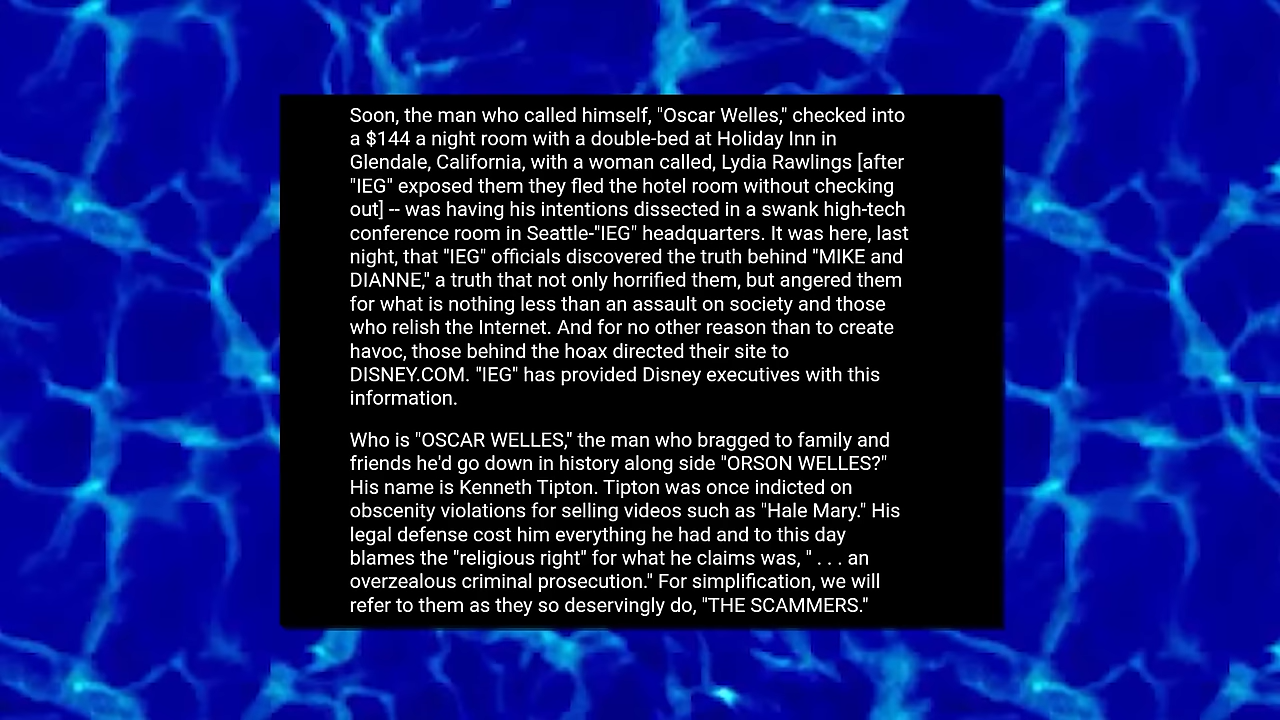 Soon, the man who called himself, "Oscar Welles," checked into
a $144 a night room with a double-bed at Holiday Inn in
Glendale, California, with a woman called, Lydia Rawlings [after
"IEG" exposed them they fled the hotel room without checking
out] -- was having his intentions dissected in a swank high-tech
conference room in Seattle-"IEG" headquarters. It was here, last
night, that "IEG" officials discovered the truth behind "MIKE and
DIANNE," a truth that not only horrified them, but angered them
for what is nothing less than an assault on society and those
who relish the Internet. And for no other reason than to create
havoc, those behind the hoax directed their site to
DISNEY.COM. "IEG" has provided Disney executives with this
information.
Who is "OSCAR WELLES," the man who bragged to family and
friends he'd go down in history along side "ORSON WELLES?"
His name is Kenneth Tipton. Tipton was once indicted on
obscenity violations for selling videos such as "Hale Mary." His
legal defense cost him everything he had and to this day
blames the "religious right" for what he claims was, " . . . an
overzealous criminal prosecution." For simplification, we will
refer to them as they so deservingly do, "THE SCAMMERS."